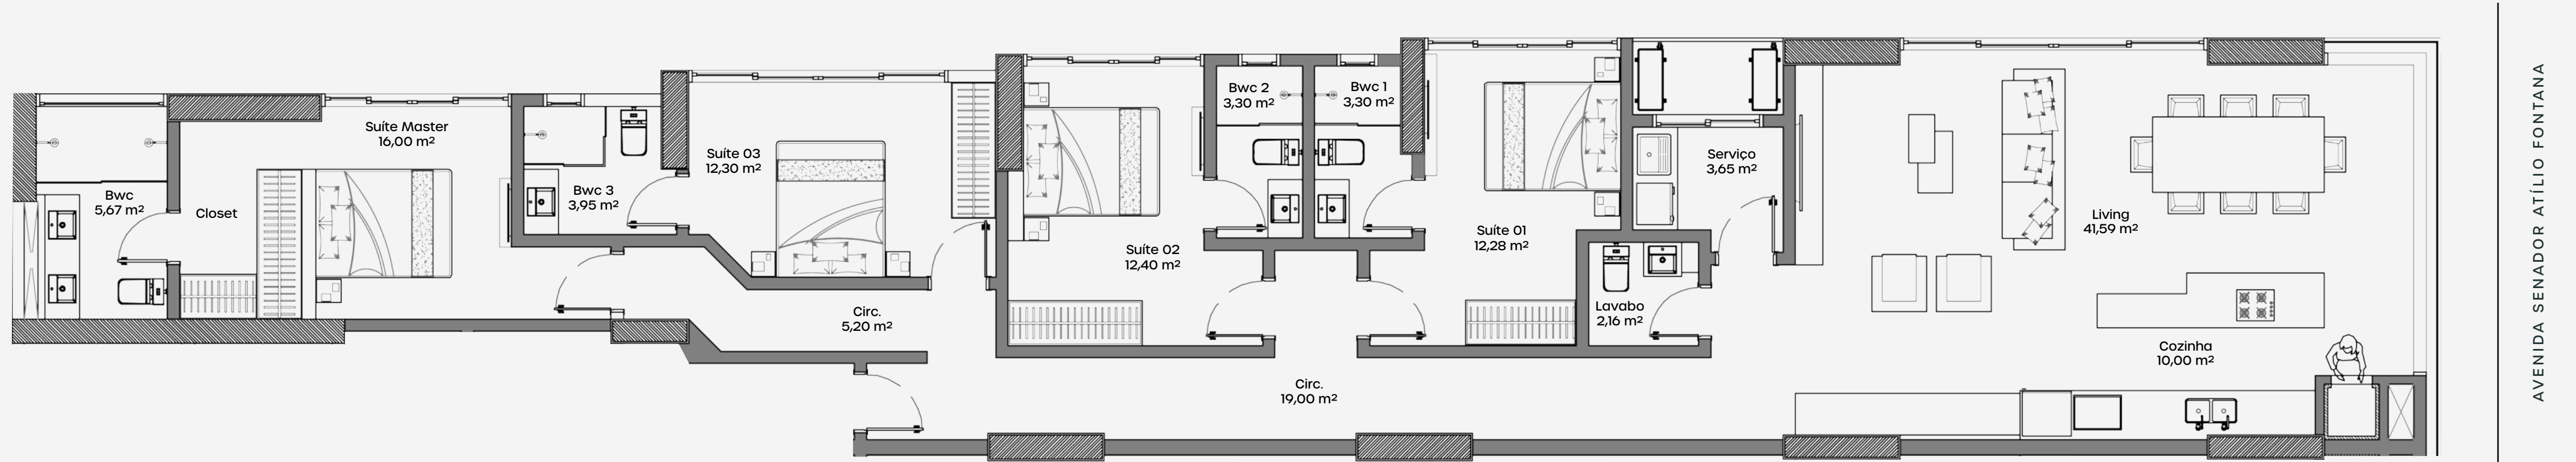 Suíte Master
16,00 m²
Bwc
5,67 m²
Closet
Bwc 3
3,95 m²
Suíte 03
12,30 m²
Circ.
5,20 m²
Suíte 02
12,40 m²
Bwc 2
3,30 m²
Bwc 1
3,30 m²
Suíte 01
12,28 m²
Serviço
3,65 m²
Lavabo
2,16 m²
Circ.
19,00 m²
Living
41,59 m²
Cozinha
10,00 m²
AVENIDA SENADOR ATÍLIO FONTANA